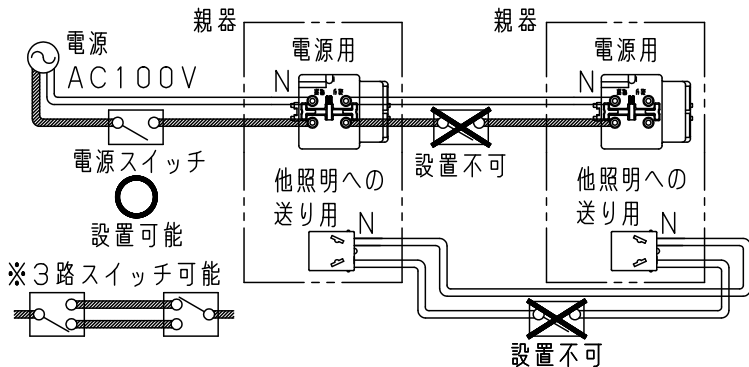 親器
親器
電源
AC100V
電源用
N
電源用
N
電源スイッチ
設置可能
設置不可
他照明への
送り用
N
他照明への
送り用
N
※3路スイッチ可能
設置不可